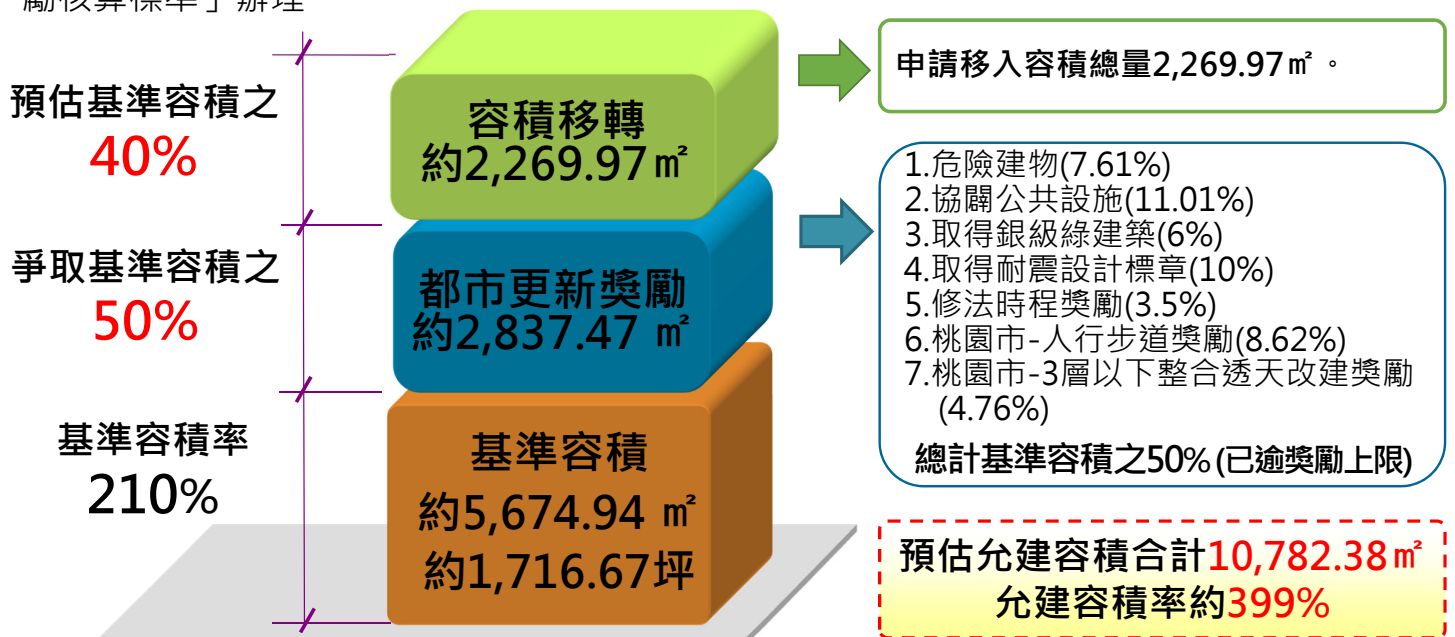 勵核算標準」辦理
預估基準容積之
40%
爭取基準容積之
50%
基準容積率
210%
容積移轉
約2,269.97㎡
都市更新獎勵
約2,837.47 ㎡
基準容積
約5,674.94 ㎡
約1,716.67坪
申請移入容積總量2,269.97㎡。
1.危險建物(7.61%)
2.協闢公共設施(11.01%)
3.取得銀級綠建築(6%)
4.取得耐震設計標章(10%)
5.修法時程獎勵(3.5%)
6.桃園市-人行步道獎勵(8.62%)
7.桃園市-3層以下整合透天改建獎勵
(4.76%)
總計基準容積之50%(已逾獎勵上限)
預估允建容積合計10,782.38㎡
允建容積率約399%